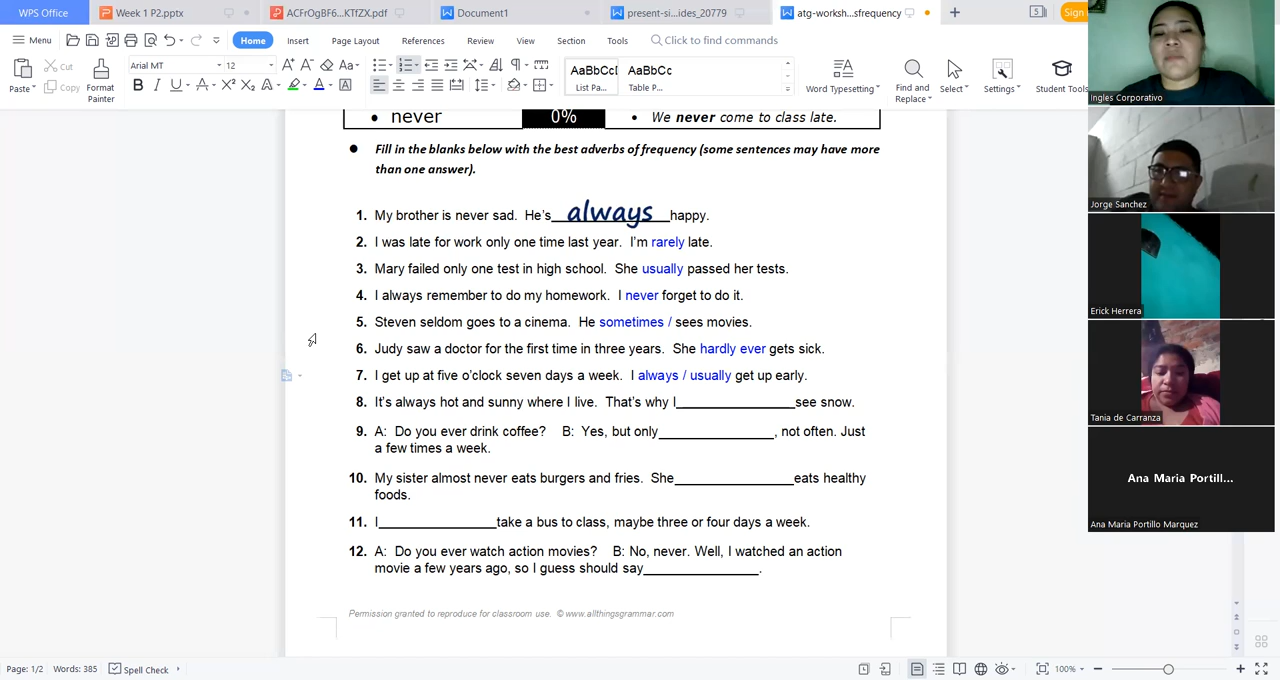 WPS Office
Week 1 P2.pptx
ACFrOgBF6...KTfZX.pdf
Document1
present-si...ides_20779
atg-worksh...sfrequency
5
Sign
Menu
Home
Insert
Page Layout
References
Review
View
Section
Tools
Click to find commands
Paste
Cut
Copy
Format Painter
Arial MT
12
AaBbCcI
List Pa...
AaBbCc
Table P...
Word Typesetting
Find and Replace
Select
Settings
Student Tools
• never 0% • We never come to class late.
● Fill in the blanks below with the best adverbs of frequency (some sentences may have more
than one answer).
1. My brother is never sad. He's always happy.
2. I was late for work only one time last year. I'm rarely late.
3. Mary failed only one test in high school. She usually passed her tests.
4. I always remember to do my homework. I never forget to do it.
5. Steven seldom goes to a cinema. He sometimes / sees movies.
6. Judy saw a doctor for the first time in three years. She hardly ever gets sick.
7. I get up at five o'clock seven days a week. I always / usually get up early.
8. It's always hot and sunny where I live. That's why I________________see snow.
9. A: Do you ever drink coffee? B: Yes, but only________________, not often. Just
a few times a week.
10. My sister almost never eats burgers and fries. She________________eats healthy
foods.
11. I________________take a bus to class, maybe three or four days a week.
12. A: Do you ever watch action movies? B: No, never. Well, I watched an action
movie a few years ago, so I guess should say________________.
Permission granted to reproduce for classroom use. © www.allthingsgrammar.com
Ingles Corporativo
Jorge Sanchez
Erick Herrera
Tania de Carranza
Ana Maria Portill...
Ana Maria Portillo Marquez
Page: 1/2 Words: 385 Spell Check
100%